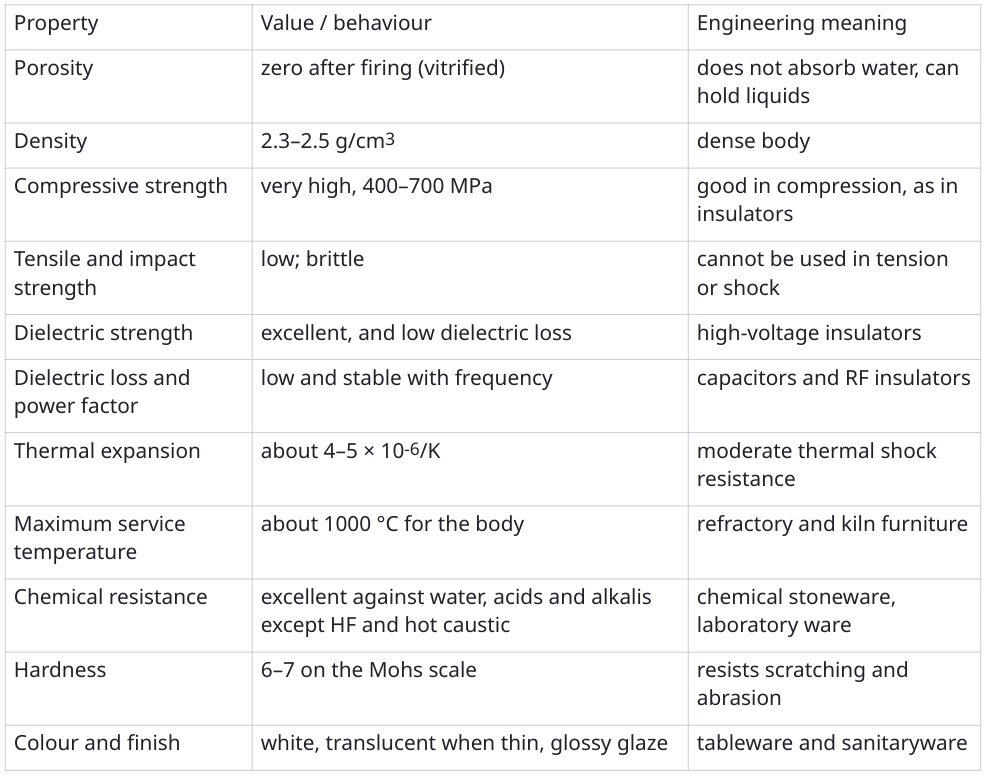 Property Value / behaviour Engineering meaning
Porosity zero after firing (vitrified) does not absorb water, can
hold liquids
Density 2.3–2.5 g/cm3 dense body
Compressive strength very high, 400–700 MPa good in compression, as in
insulators
Tensile and impact low; brittle cannot be used in tension
strength or shock
Dielectric strength excellent, and low dielectric loss high-voltage insulators
Dielectric loss and low and stable with frequency capacitors and RF insulators
power factor
Thermal expansion about 4–5 × 10-6/K moderate thermal shock
resistance
Maximum service about 1000 °C for the body refractory and kiln furniture
temperature
Chemical resistance excellent against water, acids and alkalis chemical stoneware,
except HF and hot caustic laboratory ware
Hardness 6–7 on the Mohs scale resists scratching and
abrasion
Colour and finish white, translucent when thin, glossy glaze tableware and sanitaryware